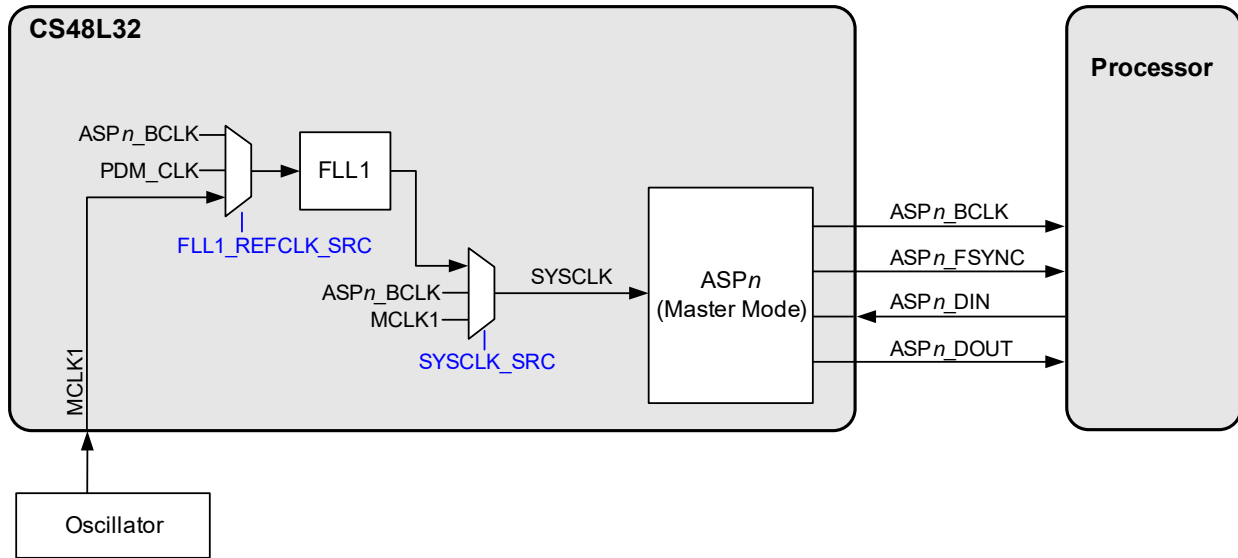 CS48L32
Processor
ASPn_BCLK
PDM_CLK
FLL1
FLL1_REFCLK_SRC
ASPn_BCLK
MCLK1
SYSCLK
SYSCLK_SRC
ASPn
(Master Mode)
ASPn_BCLK
ASPn_FSYNC
ASPn_DIN
ASPn_DOUT
MCLK1
Oscillator